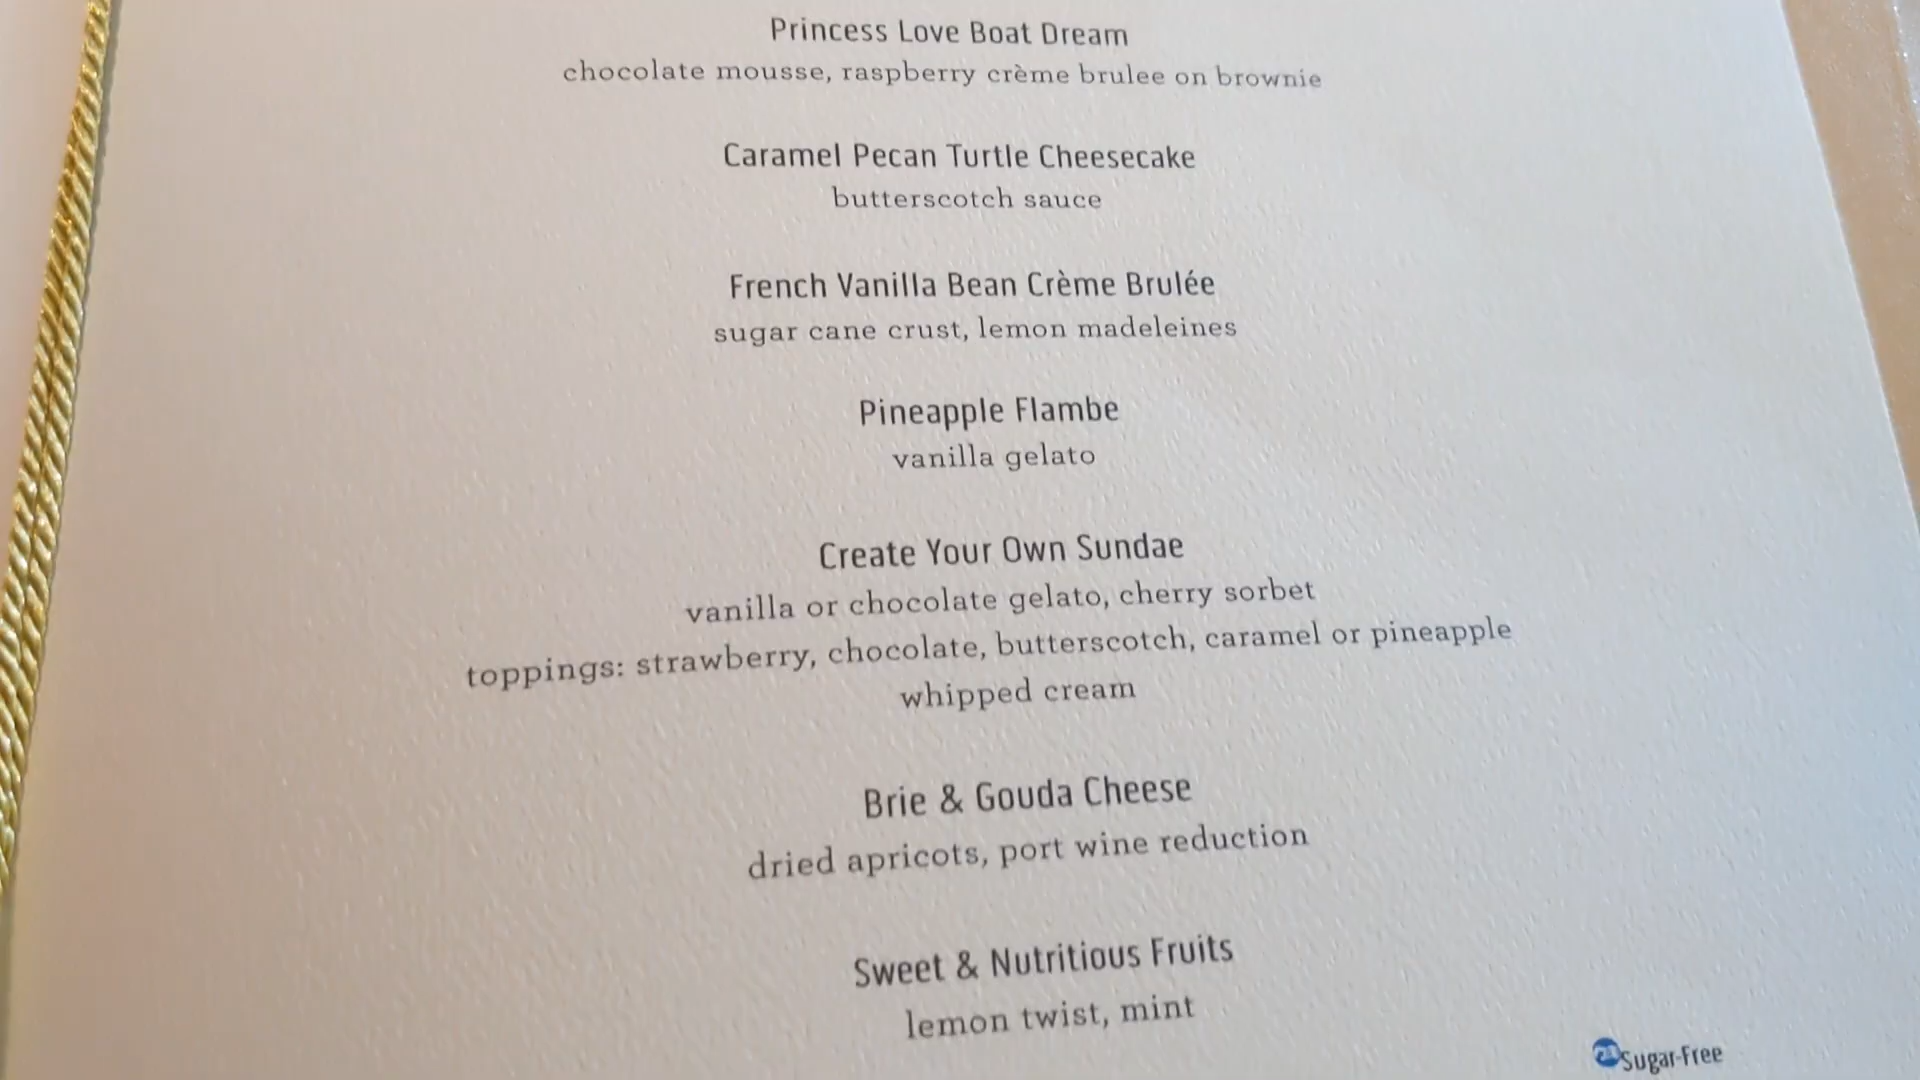 Princess Love Boat Dream
chocolate mousse, raspberry crème brulee on brownie
Caramel Pecan Turtle Cheesecake
butterscotch sauce
French Vanilla Bean Crème Brulée
sugar cane crust, lemon madeleines
Pineapple Flambe
vanilla gelato
Create Your Own Sundae
vanilla or chocolate gelato, cherry sorbet
toppings: strawberry, chocolate, butterscotch, caramel or pineapple
whipped cream
Brie & Gouda Cheese
dried apricots, port wine reduction
Sweet & Nutritious Fruits
lemon twist, mint
Sugar-Free